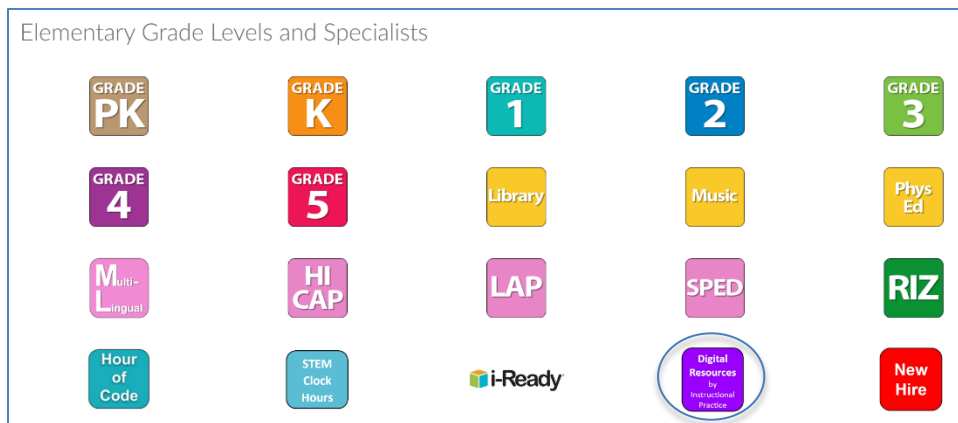 Elementary Grade Levels and Specialists
GRADE
PK
GRADE
K
GRADE
1
GRADE
2
GRADE
3
GRADE
4
GRADE
5
Library
Music
Phys
Ed
Multi-
Lingual
HI
CAP
LAP
SPED
RIZ
Hour
of
Code
STEM
Clock
Hours
i-Ready
Digital
Resources
by
Instructional
Practice
New
Hire